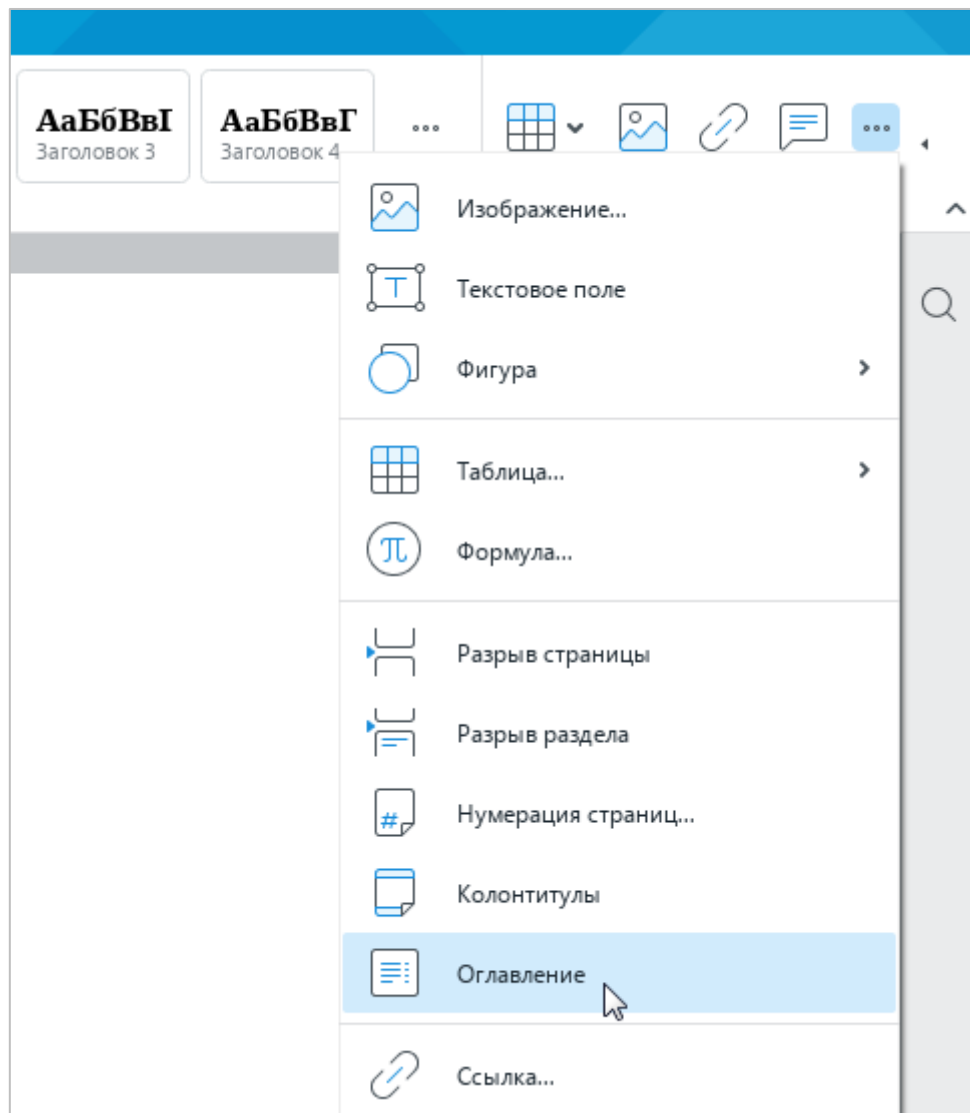 АаБбВвГ
АаБбВвГ
Заголовок 3
Заголовок 4
Изображение...
T
Текстовое поле
Фигура
Таблица...
π
Формула...
Разрыв страницы
Разрыв раздела
#
Нумерация страниц...
Колонтитулы
Оглавление
Ссылка...